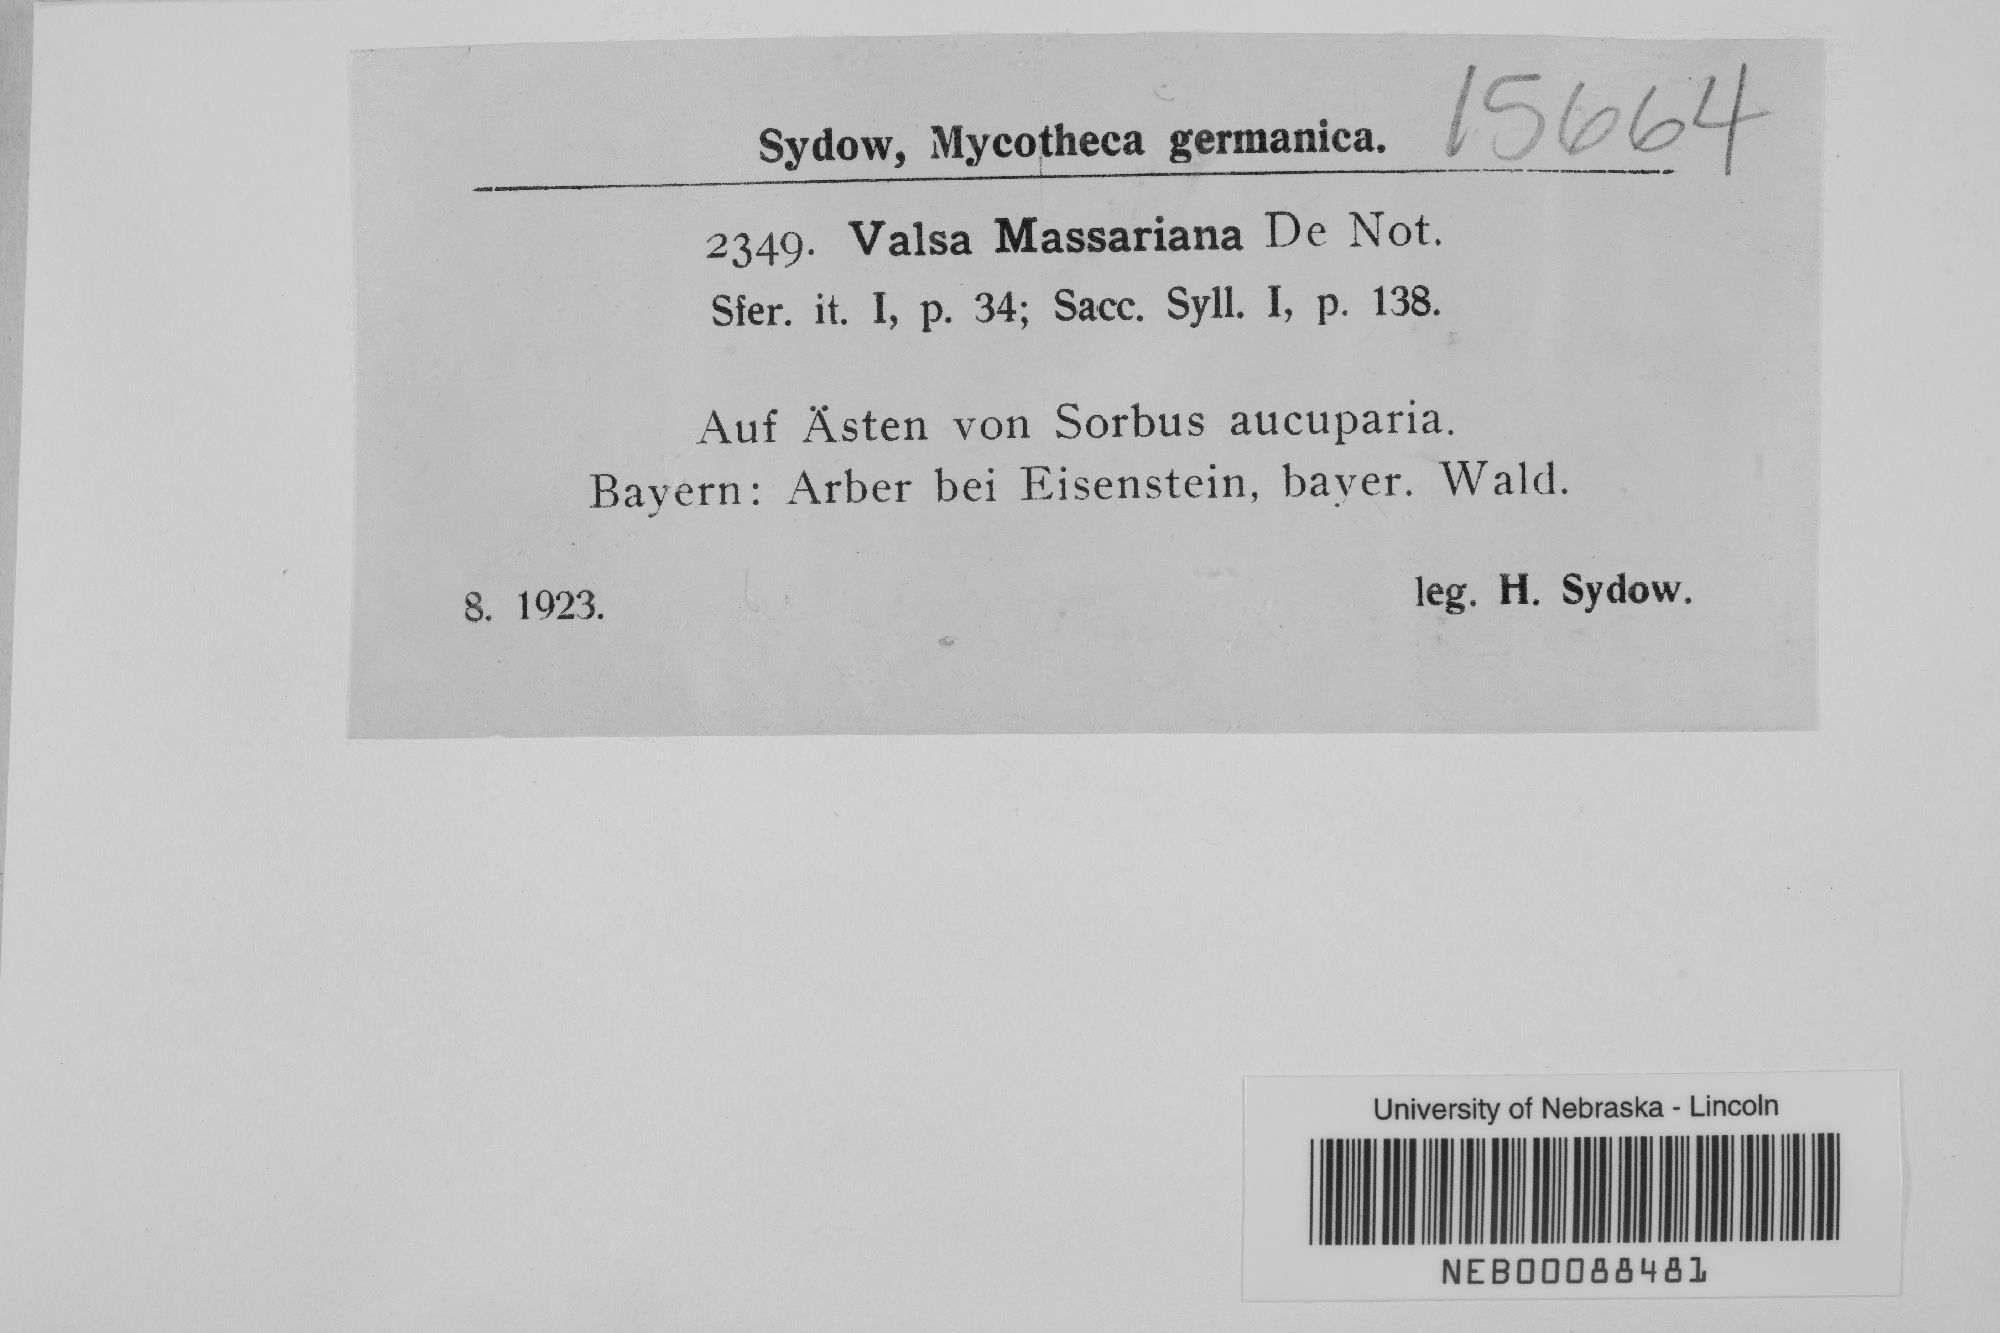 15664
Sydow, Mycotheca germanica.
2349. Valsa Massariana De Not.
Sfer. it. I, p. 34; Sacc. Syll. I, p. 138.
Auf Ästen von Sorbus aucuparia.
Bayern: Arber bei Eisenstein, bayer. Wald.
8. 1923.
leg. H. Sydow.
University of Nebraska - Lincoln
NEB00088481